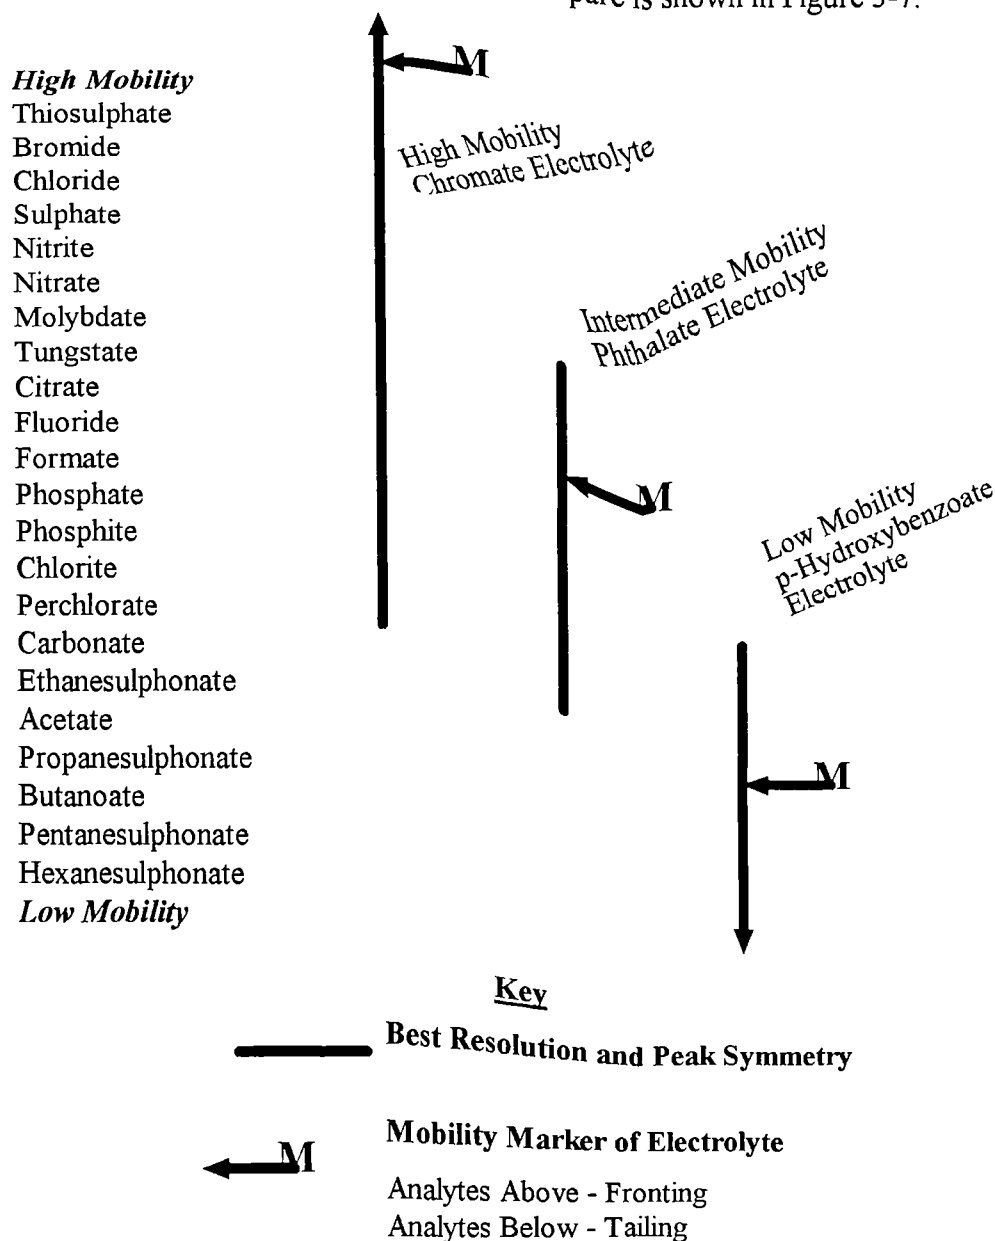 is shown in Figure 3-7.
M
High Mobility
Thiosulphate
Bromide
Chloride
Sulphate
Nitrite
Nitrate
Molybdate
Tungstate
Citrate
Fluoride
Formate
Phosphate
Phosphite
Chlorite
Perchlorate
Carbonate
Ethanesulphonate
Acetate
Propanesulphonate
Butanoate
Pentanesulphonate
Hexanesulphonate
Low Mobility
High Mobility
Chromate Electrolyte
Intermediate Mobility
Phthalate Electrolyte
M
Low Mobility
p-Hydroxybenzoate
Electrolyte
M
Key
Best Resolution and Peak Symmetry
M
Mobility Marker of Electrolyte
Analytes Above - Fronting
Analytes Below - Tailing